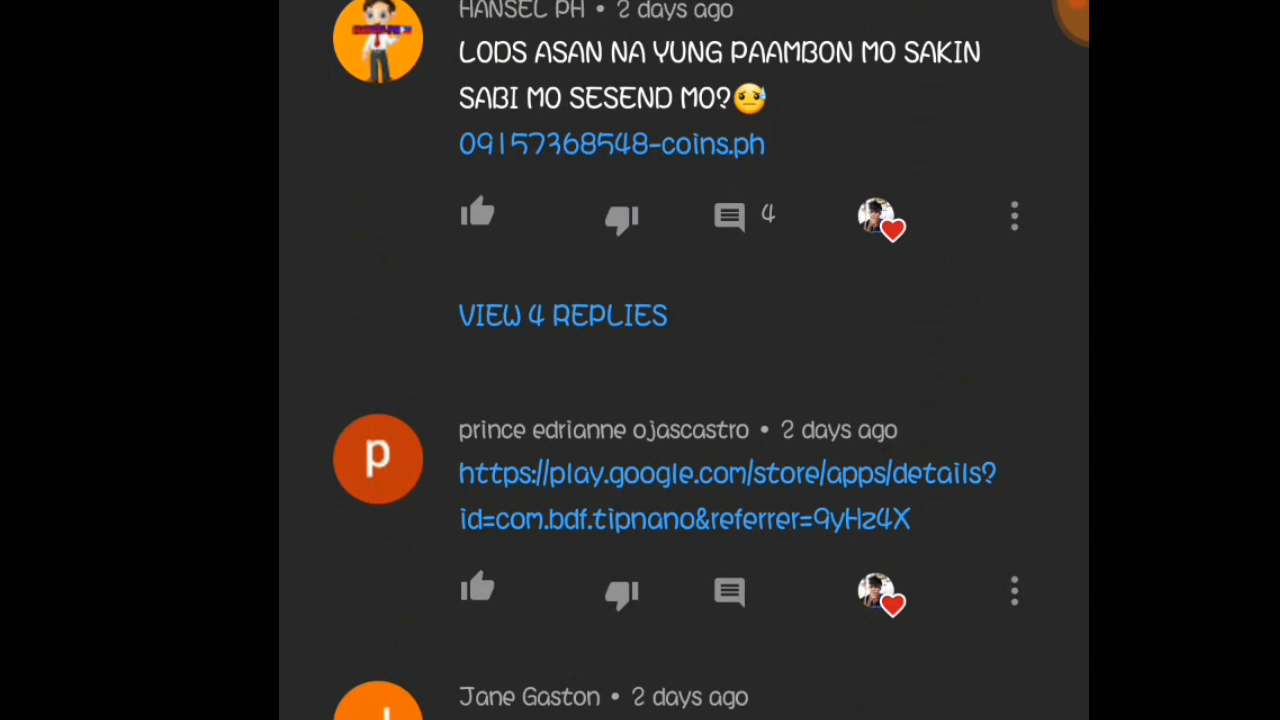 HANSEL PH • 2 days ago
LODS ASAN NA YUNG PAAMBON MO SAKIN
SABI MO SESEND MO?😓
09157368548-coins.ph
4
VIEW 4 REPLIES
p
prince edrianne ojascastro • 2 days ago
https://play.google.com/store/apps/details?
id=com.bdf.tipnano&referrer=9yHz4X
Jane Gaston • 2 days ago